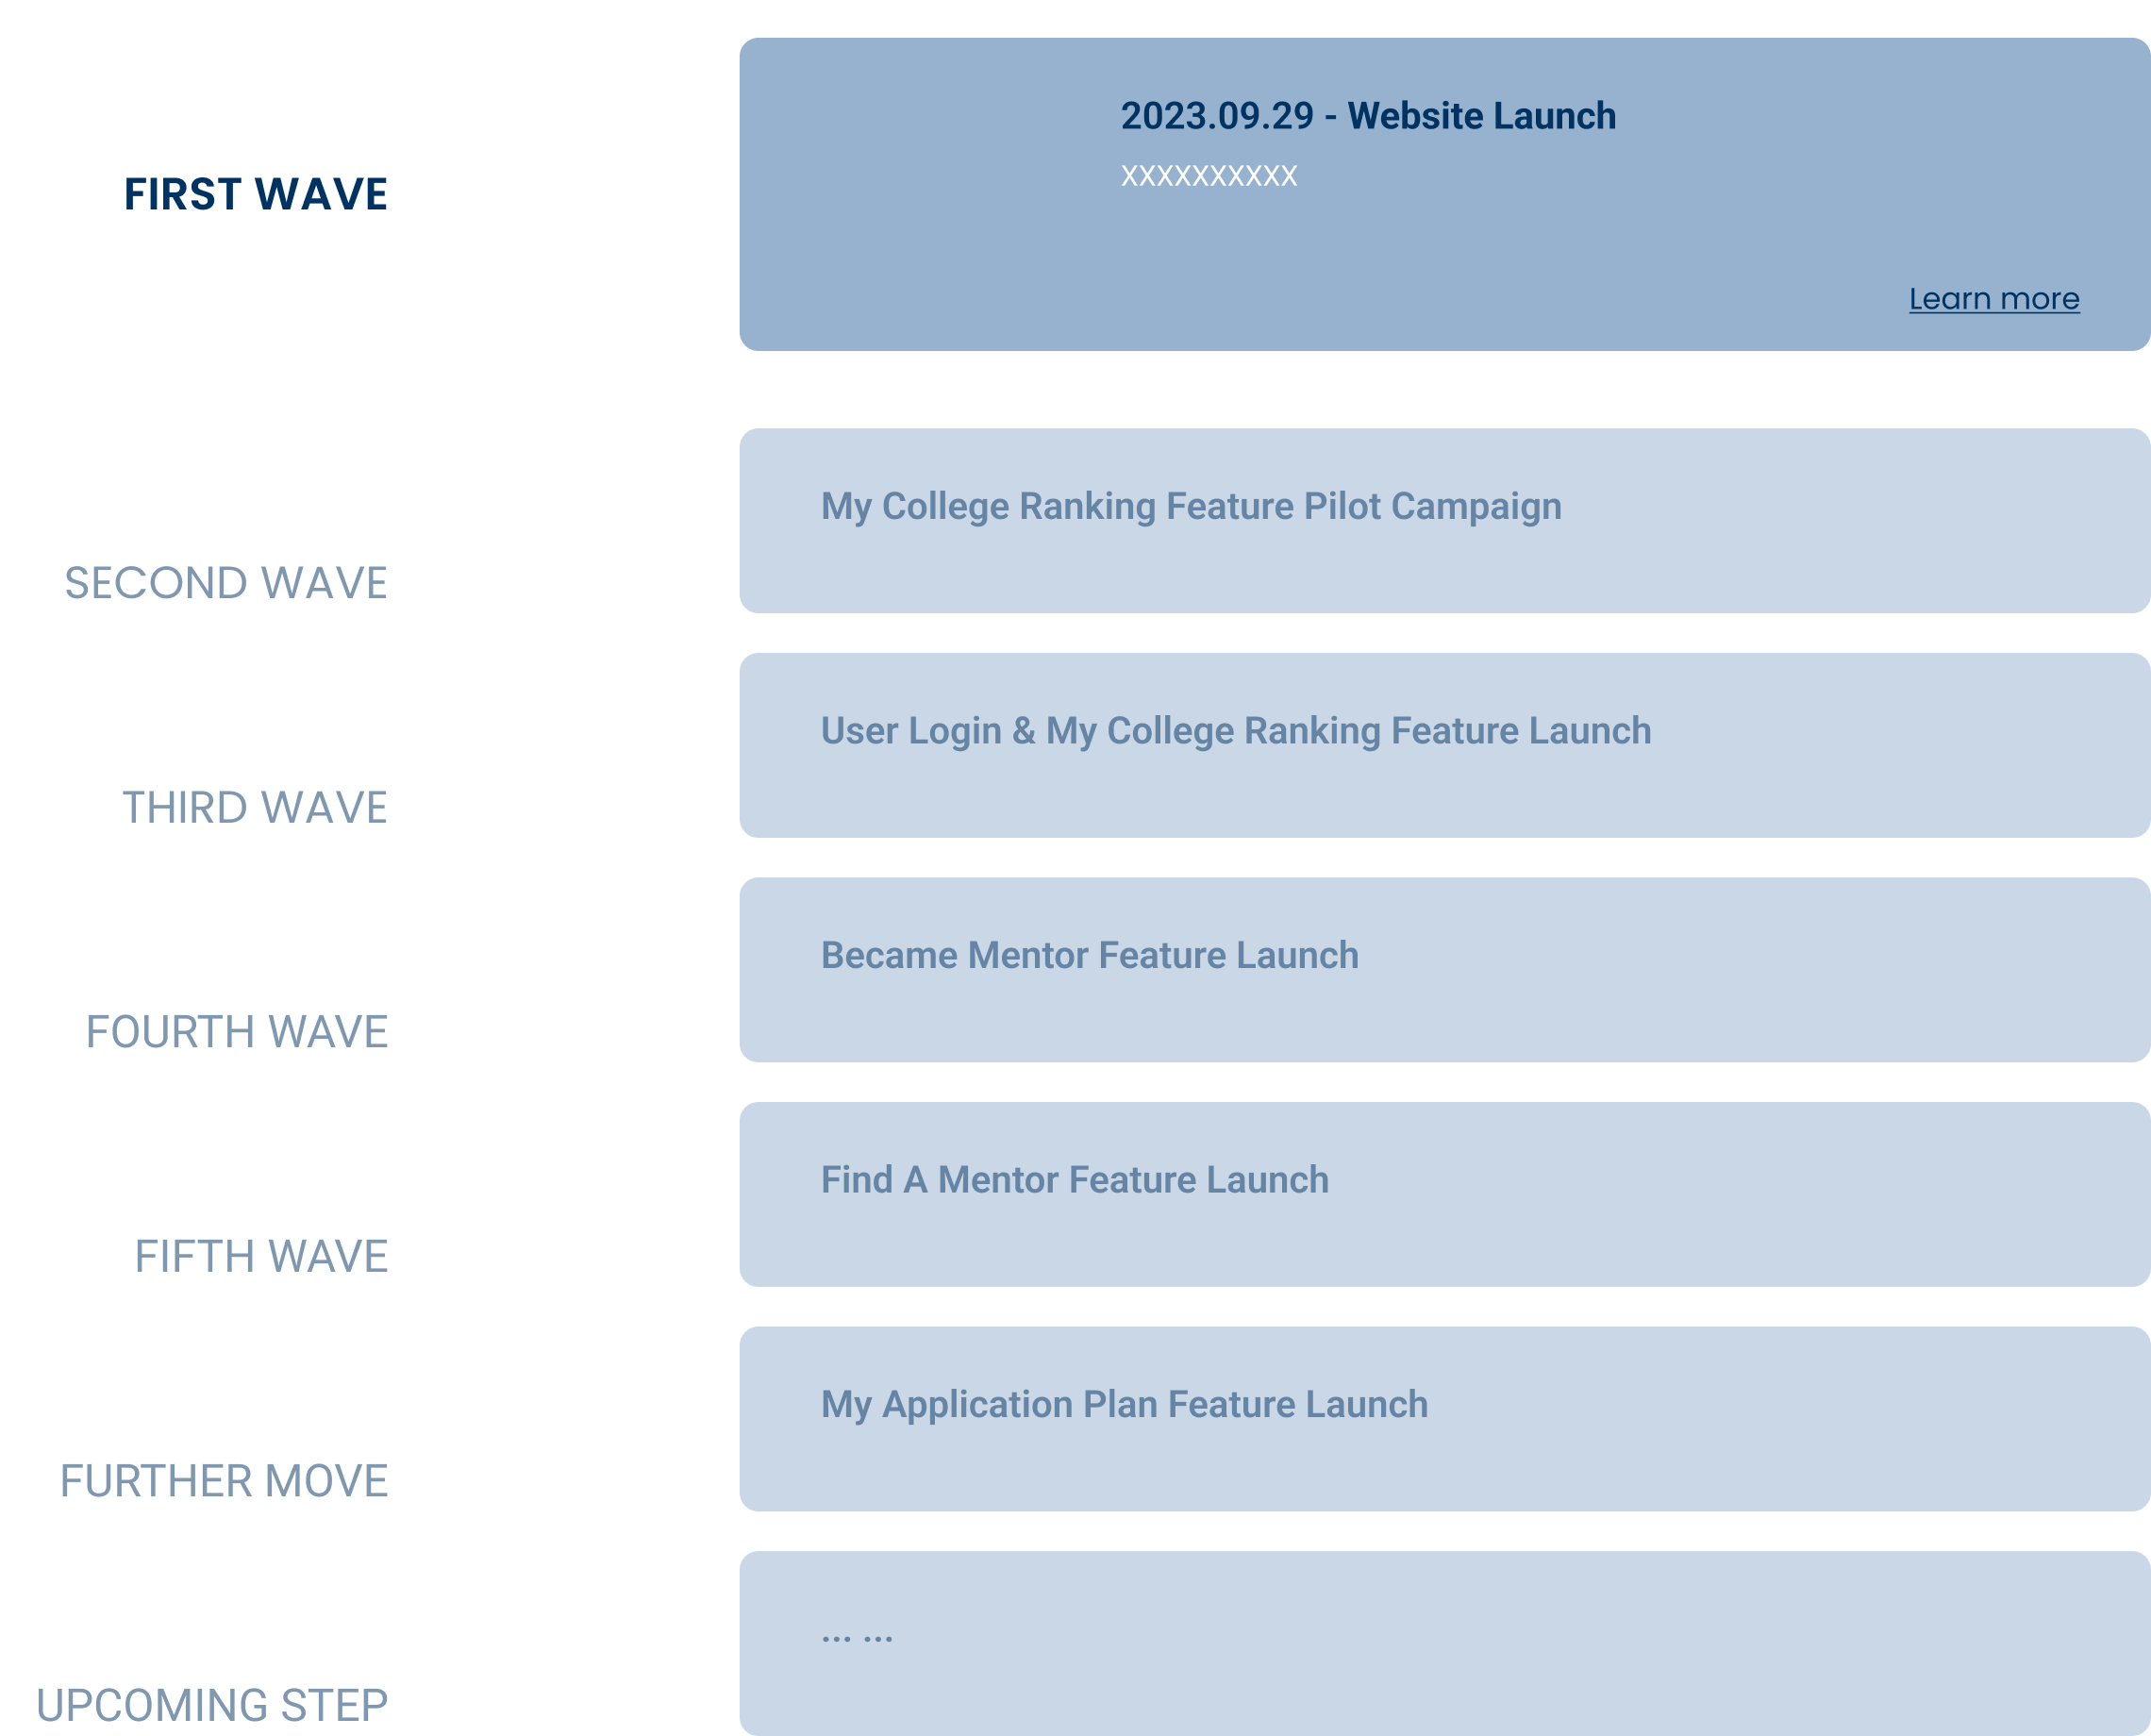 FIRST WAVE
2023.09.29 - Website Launch
XXXXXXXXXX
Learn more
SECOND WAVE
My College Ranking Feature Pilot Campaign
THIRD WAVE
User Login & My College Ranking Feature Launch
FOURTH WAVE
Became Mentor Feature Launch
FIFTH WAVE
Find A Mentor Feature Launch
FURTHER MOVE
My Application Plan Feature Launch
UPCOMING STEP
... ...